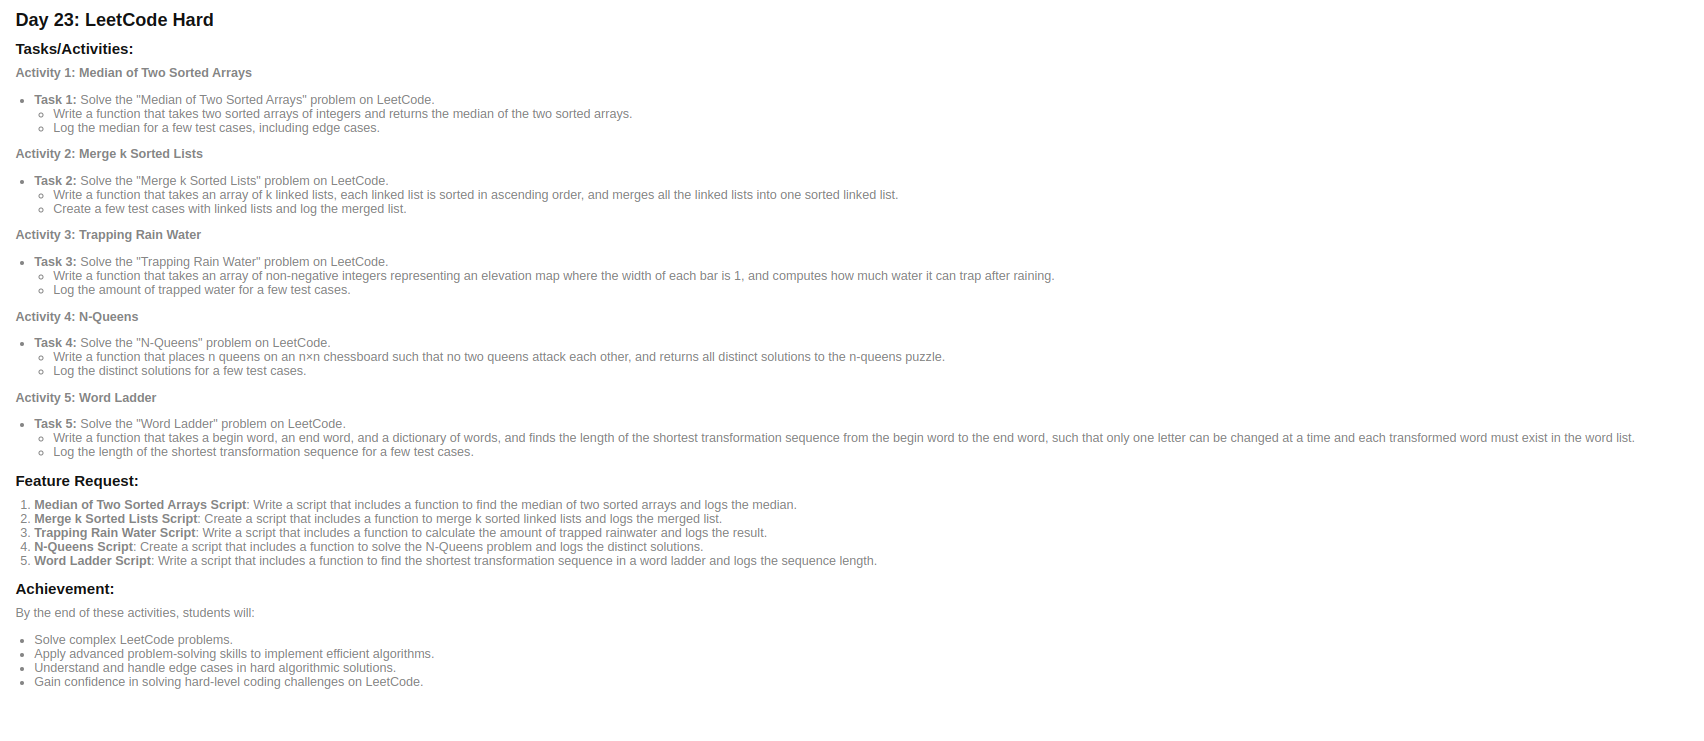 Day 23: LeetCode Hard
Tasks/Activities:
Activity 1: Median of Two Sorted Arrays
• Task 1: Solve the "Median of Two Sorted Arrays" problem on LeetCode.
◦ Write a function that takes two sorted arrays of integers and returns the median of the two sorted arrays.
◦ Log the median for a few test cases, including edge cases.
Activity 2: Merge k Sorted Lists
• Task 2: Solve the "Merge k Sorted Lists" problem on LeetCode.
◦ Write a function that takes an array of k linked lists, each linked list is sorted in ascending order, and merges all the linked lists into one sorted linked list.
◦ Create a few test cases with linked lists and log the merged list.
Activity 3: Trapping Rain Water
• Task 3: Solve the "Trapping Rain Water" problem on LeetCode.
◦ Write a function that takes an array of non-negative integers representing an elevation map where the width of each bar is 1, and computes how much water it can trap after raining.
◦ Log the amount of trapped water for a few test cases.
Activity 4: N-Queens
• Task 4: Solve the "N-Queens" problem on LeetCode.
◦ Write a function that places n queens on an n×n chessboard such that no two queens attack each other, and returns all distinct solutions to the n-queens puzzle.
◦ Log the distinct solutions for a few test cases.
Activity 5: Word Ladder
• Task 5: Solve the "Word Ladder" problem on LeetCode.
◦ Write a function that takes a begin word, an end word, and a dictionary of words, and finds the length of the shortest transformation sequence from the begin word to the end word, such that only one letter can be changed at a time and each transformed word must exist in the word list.
◦ Log the length of the shortest transformation sequence for a few test cases.
Feature Request:
1. Median of Two Sorted Arrays Script: Write a script that includes a function to find the median of two sorted arrays and logs the median.
2. Merge k Sorted Lists Script: Create a script that includes a function to merge k sorted linked lists and logs the merged list.
3. Trapping Rain Water Script: Write a script that includes a function to calculate the amount of trapped rainwater and logs the result.
4. N-Queens Script: Create a script that includes a function to solve the N-Queens problem and logs the distinct solutions.
5. Word Ladder Script: Write a script that includes a function to find the shortest transformation sequence in a word ladder and logs the sequence length.
Achievement:
By the end of these activities, students will:
• Solve complex LeetCode problems.
• Apply advanced problem-solving skills to implement efficient algorithms.
• Understand and handle edge cases in hard algorithmic solutions.
• Gain confidence in solving hard-level coding challenges on LeetCode.